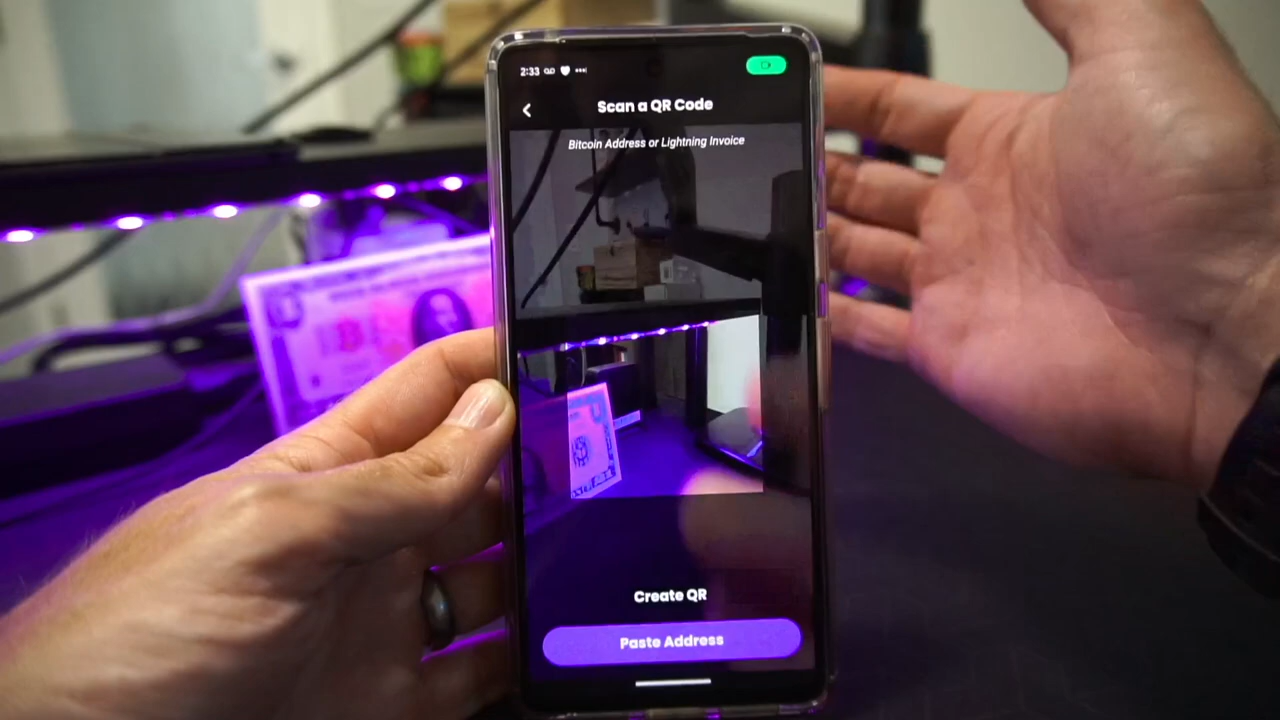 2:33
Scan a QR Code
Bitcoin Address or Lightning Invoice
Create QR
Paste Address